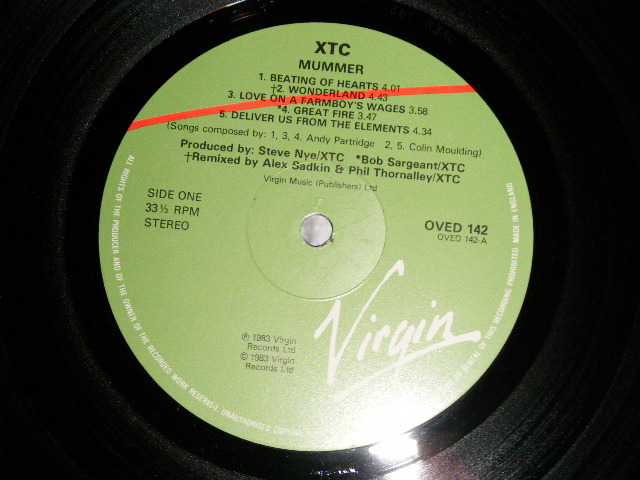 XTC
MUMMER
1. BEATING OF HEARTS 4.01
†2. WONDERLAND 4.43
3. LOVE ON A FARMBOY'S WAGES 3.58
*4. GREAT FIRE 3.47
5. DELIVER US FROM THE ELEMENTS 4.34
(Songs composed by: 1, 3, 4. Andy Partridge 2, 5. Colin Moulding)
Produced by: Steve Nye/XTC *Bob Sargeant/XTC
†Remixed by Alex Sadkin & Phil Thornalley/XTC
Virgin Music (Publishers) Ltd
SIDE ONE
33⅓ RPM
STEREO
OVED 142
OVED 142-A
℗ 1983 Virgin
Records Ltd
© 1983 Virgin
Records Ltd
Virgin
ALL RIGHTS OF THE PRODUCER AND OF THE OWNER OF THE RECORDED WORK RESERVED. UNAUTHORISED OF THIS RECORDING PROHIBITED. MADE IN ENGLAND